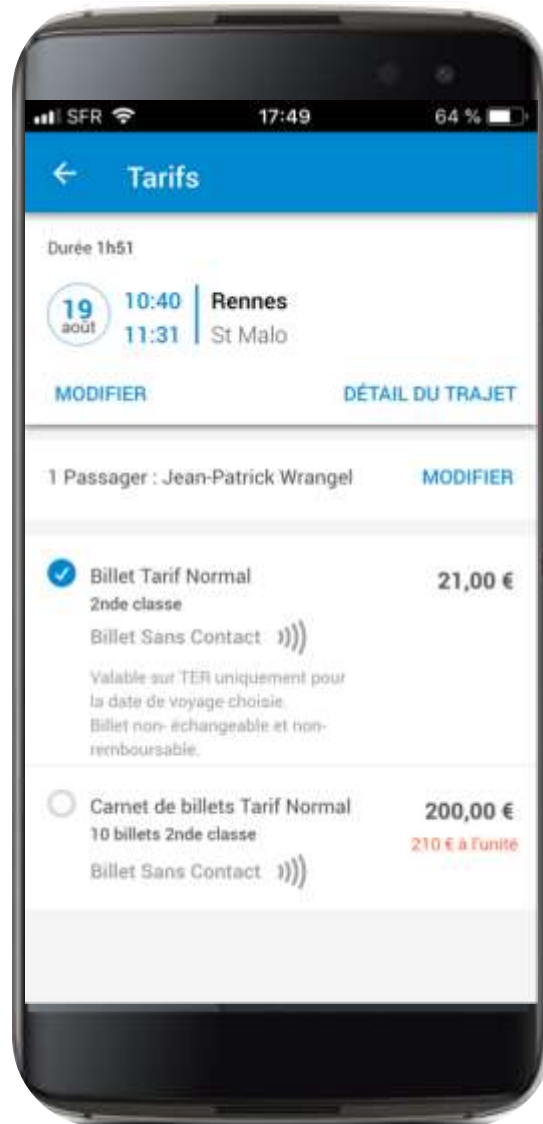 SFR 17:49 64 %
← Tarifs
Durée 1h51
19 août
10:40 Rennes
11:31 St Malo
MODIFIER DÉTAIL DU TRAJET
1 Passager : Jean-Patrick Wrangel MODIFIER
Billet Tarif Normal 21,00 €
2nde classe
Billet Sans Contact
Valable sur TER uniquement pour
la date de voyage choisie.
Billet non- échangeable et non-
remboursable.
Carnet de billets Tarif Normal 200,00 €
10 billets 2nde classe 210 € à l'unité
Billet Sans Contact